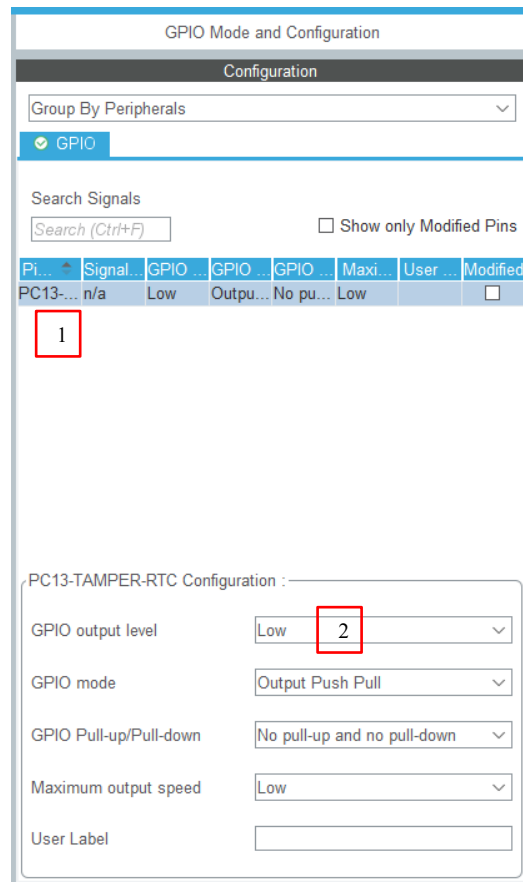 GPIO Mode and Configuration
Configuration
Group By Peripherals
GPIO
Search Signals
Search (Ctrl+F)
Show only Modified Pins
Pi... Signal... GPIO ... GPIO ... GPIO ... Maxi... User ... Modified
PC13-... n/a Low Outpu... No pu... Low
1
PC13-TAMPER-RTC Configuration :
GPIO output level Low 2
GPIO mode Output Push Pull
GPIO Pull-up/Pull-down No pull-up and no pull-down
Maximum output speed Low
User Label